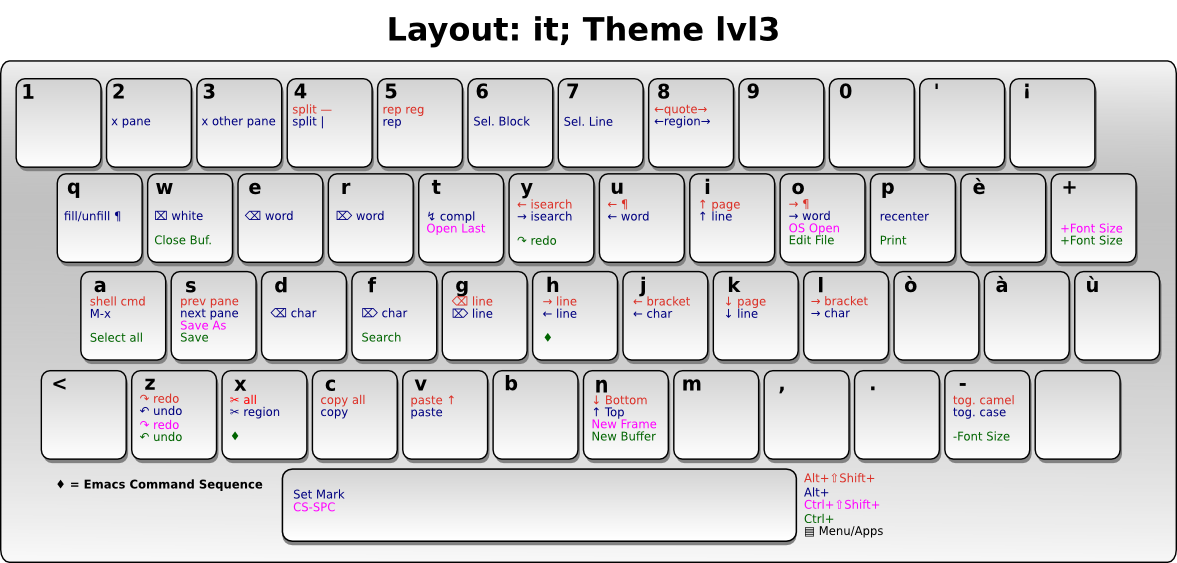 Layout: it; Theme lvl3
1
2
x pane
3
x other pane
4
split —
split |
5
rep reg
rep
6
Sel. Block
7
Sel. Line
8
←quote→
←region→
9
0
'
¡
q
fill/unfill ¶
w
⌧ white
Close Buf.
e
⌫ word
r
⌦ word
t
↯ compl
Open Last
y
← isearch
→ isearch
↷ redo
u
← ¶
← word
i
↑ page
↑ line
o
→ ¶
→ word
OS Open
Edit File
p
recenter
Print
è
+
+Font Size
+Font Size
a
shell cmd
M-x
Select all
s
prev pane
next pane
Save As
Save
d
⌫ char
f
⌦ char
Search
g
⌫ line
⌦ line
h
→ line
← line
♦
j
← bracket
← char
k
↓ page
↓ line
l
→ bracket
→ char
ò
à
ù
<
z
↷ redo
↶ undo
↷ redo
↶ undo
x
✂ all
✂ region
♦
c
copy all
copy
v
paste ↑
paste
b
n
↓ Bottom
↑ Top
New Frame
New Buffer
m
,
.
-
tog. camel
tog. case
-Font Size
♦ = Emacs Command Sequence
Set Mark
CS-SPC
Alt+⇧Shift+
Alt+
Ctrl+⇧Shift+
Ctrl+
▤ Menu/Apps